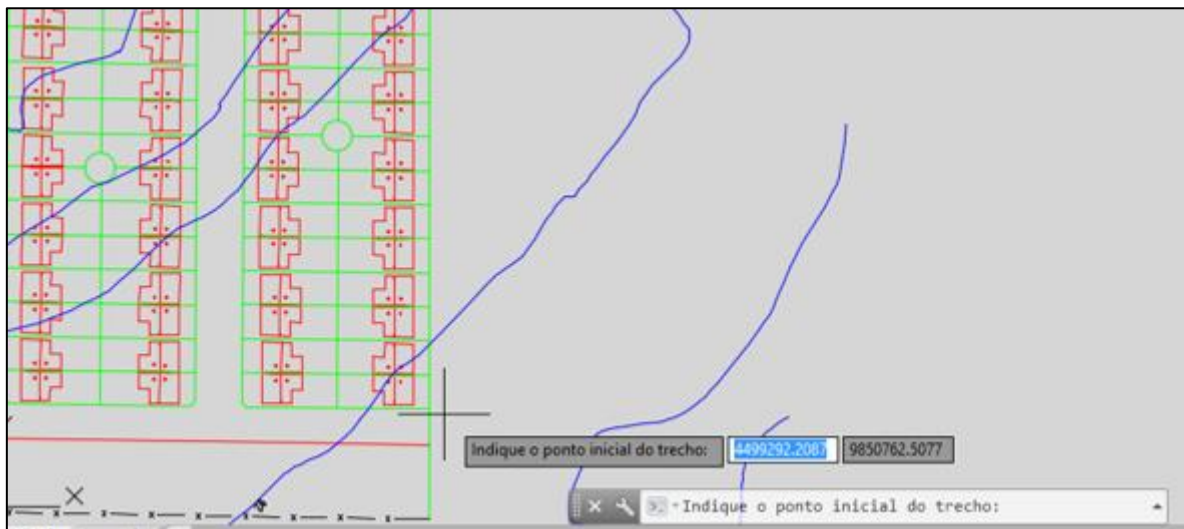 Indique o ponto inicial do trecho: 4499292.2087 9850762.5077
Indique o ponto inicial do trecho: